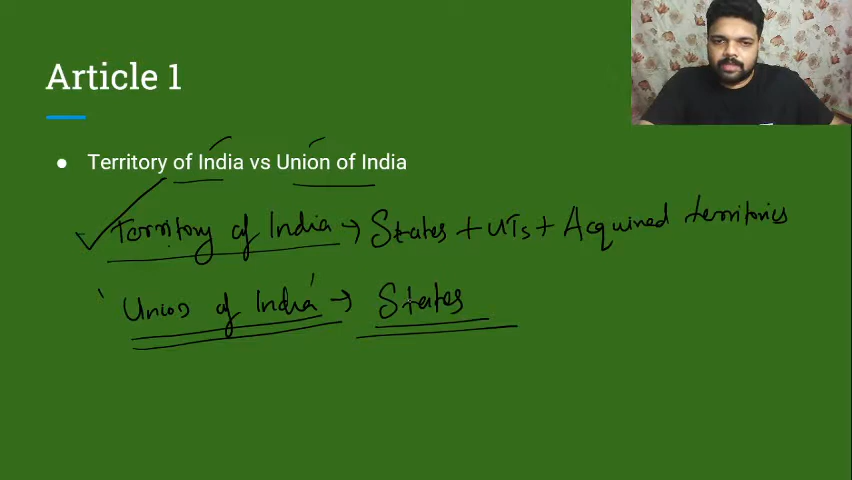 Article 1
● Territory of India vs Union of India
Territory of India → States + UTs + Acquired territories
'Union of India' → States